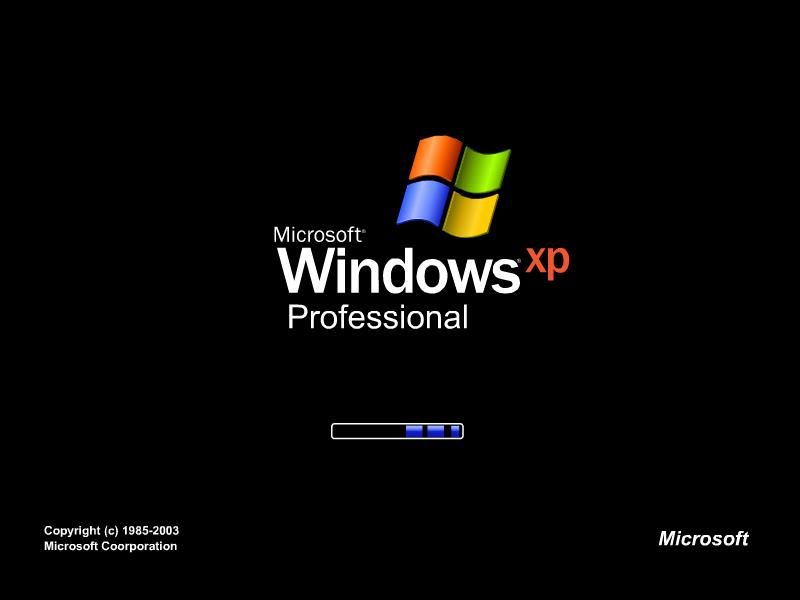 Microsoft®
Windows® xp
Professional
Copyright (c) 1985-2003
Microsoft Coorporation
Microsoft